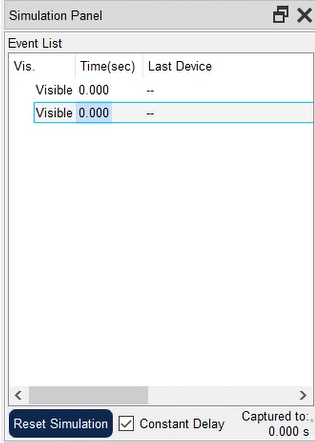 Simulation Panel
Event List
Vis. Time(sec) Last Device
Visible 0.000 --
Visible 0.000 --
Reset Simulation Constant Delay Captured to:
0.000 s